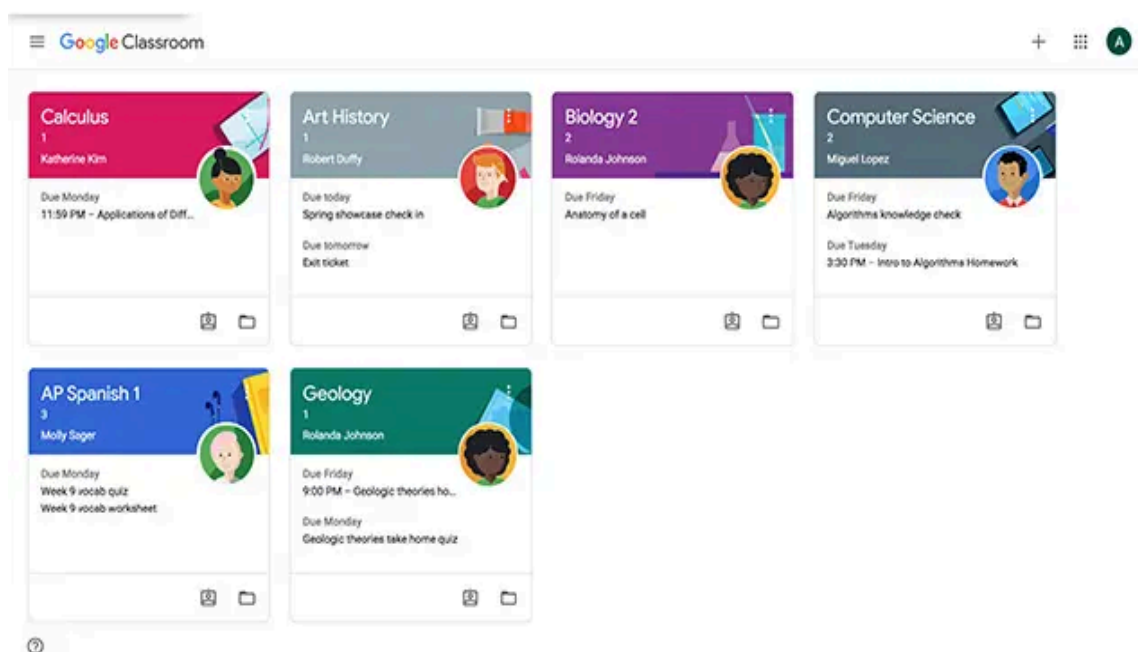 Google Classroom
A
Calculus
1
Katherine Kim
Due Monday
11:59 PM – Applications of Diff...
Art History
1
Robert Duffy
Due today
Spring showcase check in
Due tomorrow
Exit ticket
Biology 2
2
Rolanda Johnson
Due Friday
Anatomy of a cell
Computer Science
2
Miguel Lopez
Due Friday
Algorithms knowledge check
Due Tuesday
3:30 PM – Intro to Algorithms Homework
AP Spanish 1
3
Molly Sager
Due Monday
Week 9 vocab quiz
Week 9 vocab worksheet
Geology
1
Rolanda Johnson
Due Friday
9:00 PM – Geologic theories ho...
Due Monday
Geologic theories take home quiz